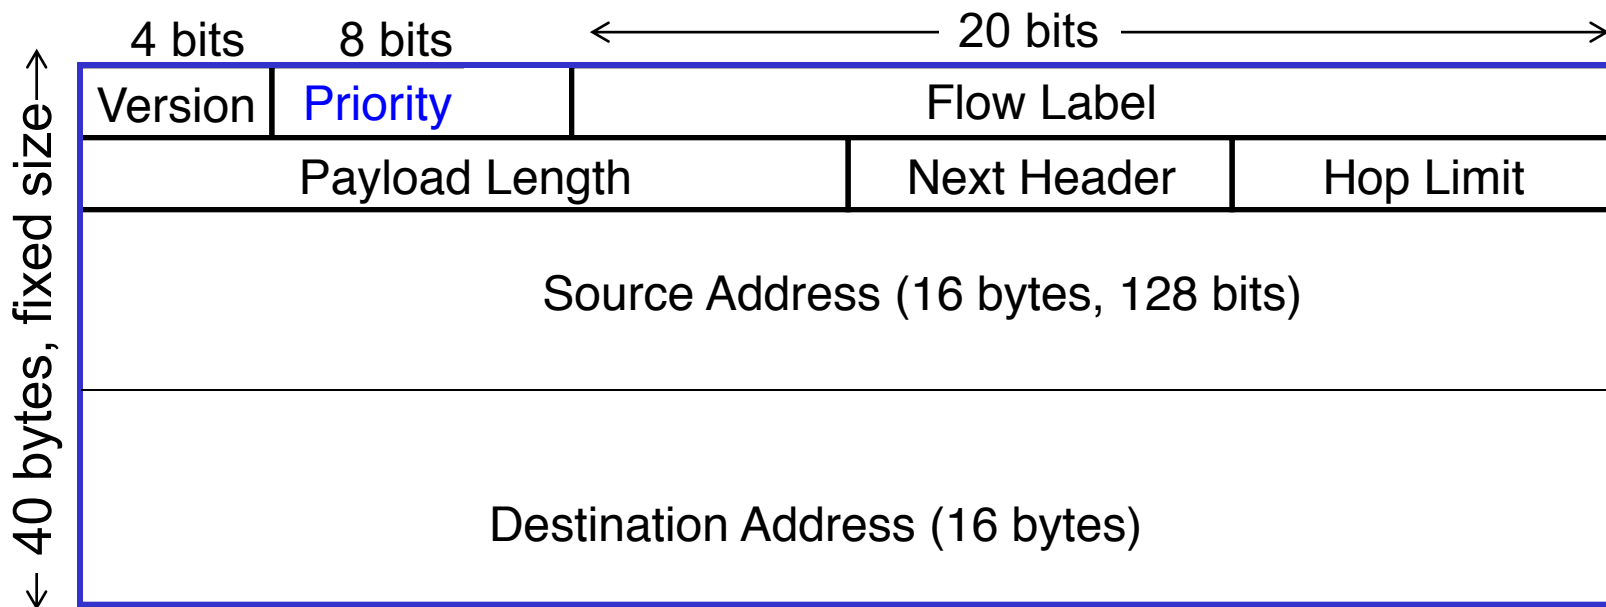 4 bits 8 bits 20 bits
Version Priority Flow Label
Payload Length Next Header Hop Limit
Source Address (16 bytes, 128 bits)
Destination Address (16 bytes)
40 bytes, fixed size